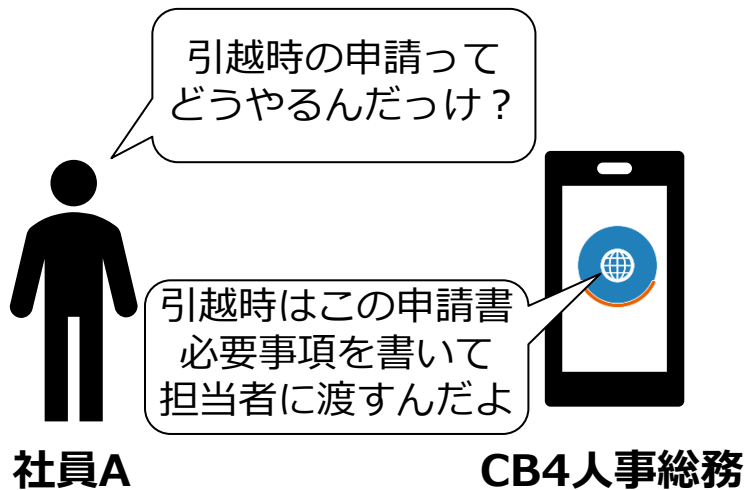 引越時の申請って
どうやるんだっけ？
引越時はこの申請書
必要事項を書いて
担当者に渡すんだよ
社員A
CB4人事総務